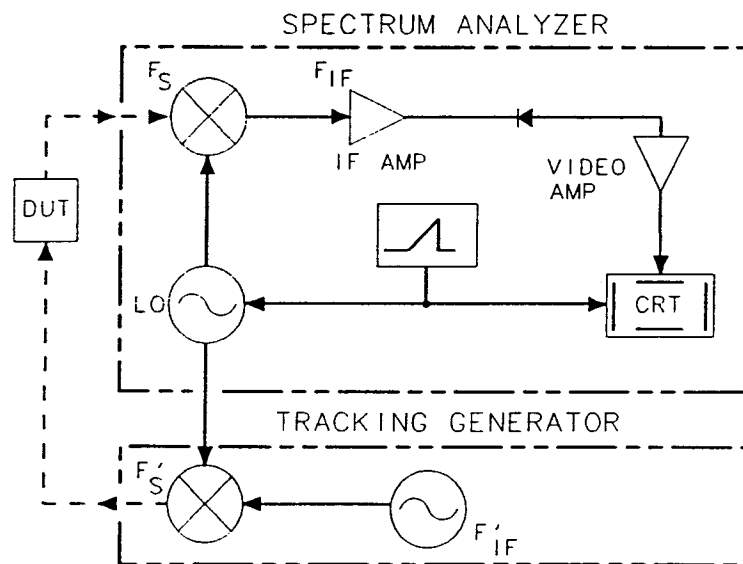 SPECTRUM ANALYZER
F_S
F_IF
IF AMP
VIDEO
AMP
DUT
LO
CRT
TRACKING GENERATOR
F'_S
F'_IF